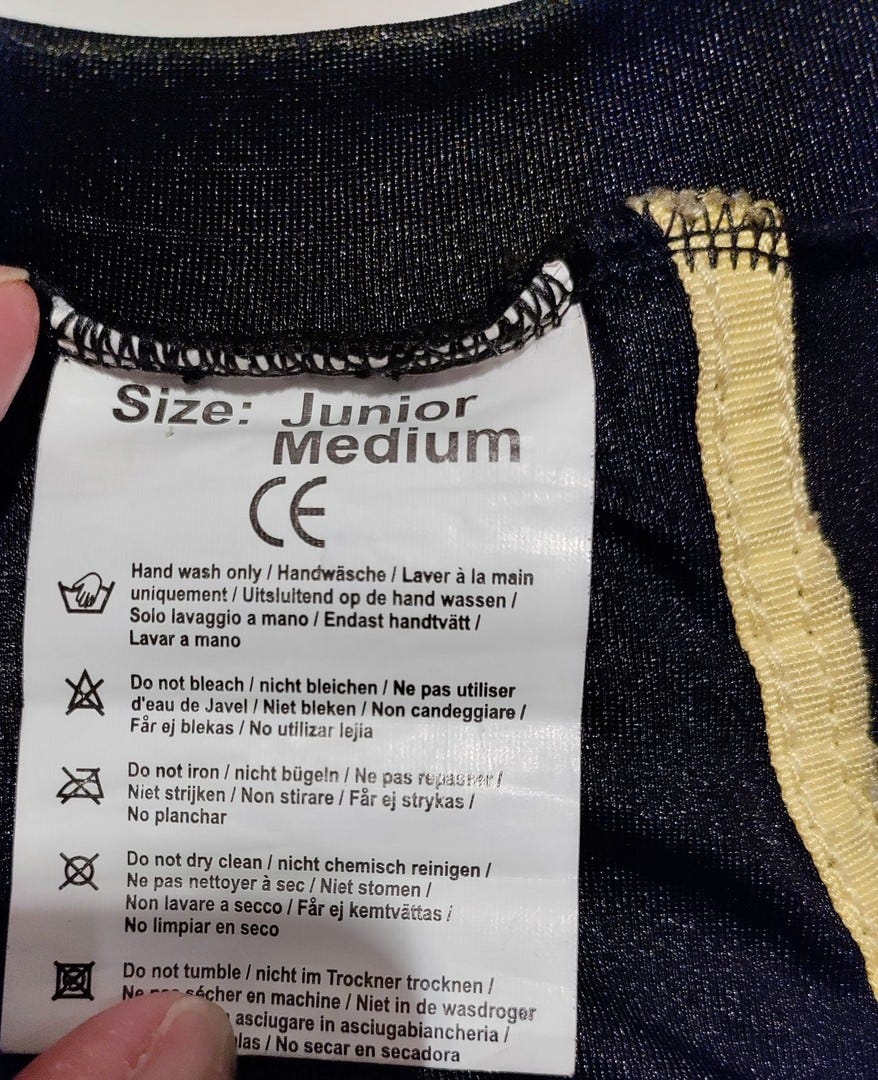 Size: Junior
Medium
CE
Hand wash only / Handwäsche / Laver à la main
uniquement / Uitsluitend op de hand wassen /
Solo lavaggio a mano / Endast handtvätt /
Lavar a mano
Do not bleach / nicht bleichen / Ne pas utiliser
d'eau de Javel / Niet bleken / Non candeggiare /
Får ej blekas / No utilizar lejia
Do not iron / nicht bügeln / Ne pas repasser /
Niet strijken / Non stirare / Får ej strykas /
No planchar
Do not dry clean / nicht chemisch reinigen /
Ne pas nettoyer à sec / Niet stomen /
Non lavare a secco / Får ej kemtvättas /
No limpiar en seco
Do not tumble / nicht im Trockner trocknen /
Ne sécher en machine / Niet in de wasdroger
asciugare in asciugabiancheria /
/ No secar en secadora